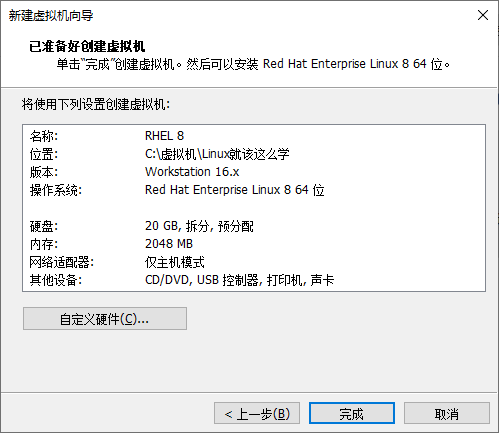 新建虚拟机向导
已准备好创建虚拟机
单击“完成”创建虚拟机。然后可以安装 Red Hat Enterprise Linux 8 64 位。
将使用下列设置创建虚拟机:
名称: RHEL 8
位置: C:\虚拟机\Linux就该这么学
版本: Workstation 16.x
操作系统: Red Hat Enterprise Linux 8 64 位
硬盘: 20 GB, 拆分, 预分配
内存: 2048 MB
网络适配器: 仅主机模式
其他设备: CD/DVD, USB 控制器, 打印机, 声卡
自定义硬件(C)...
< 上一步(B) 完成 取消